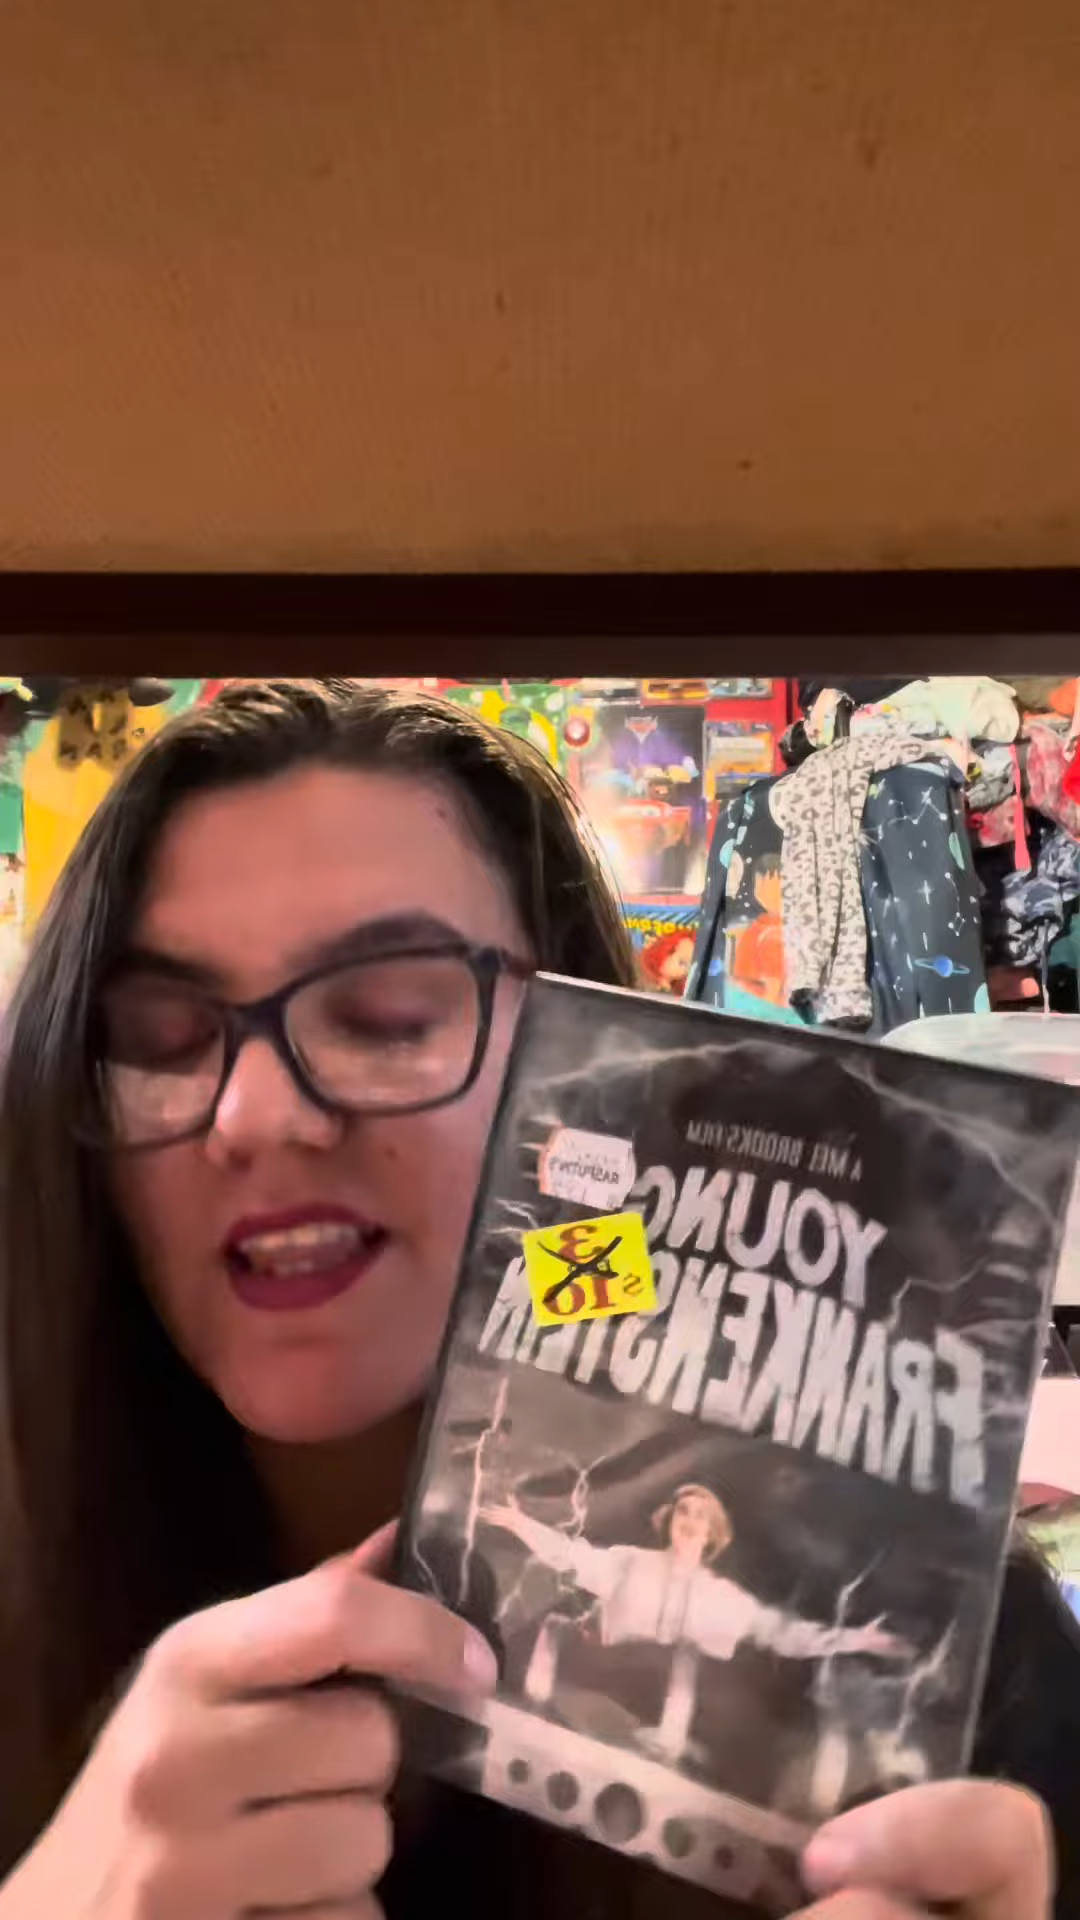 A MEL BROOKS FILM
YOUNG
FRANKENSTEIN
RASPUTIN'S
3
$10